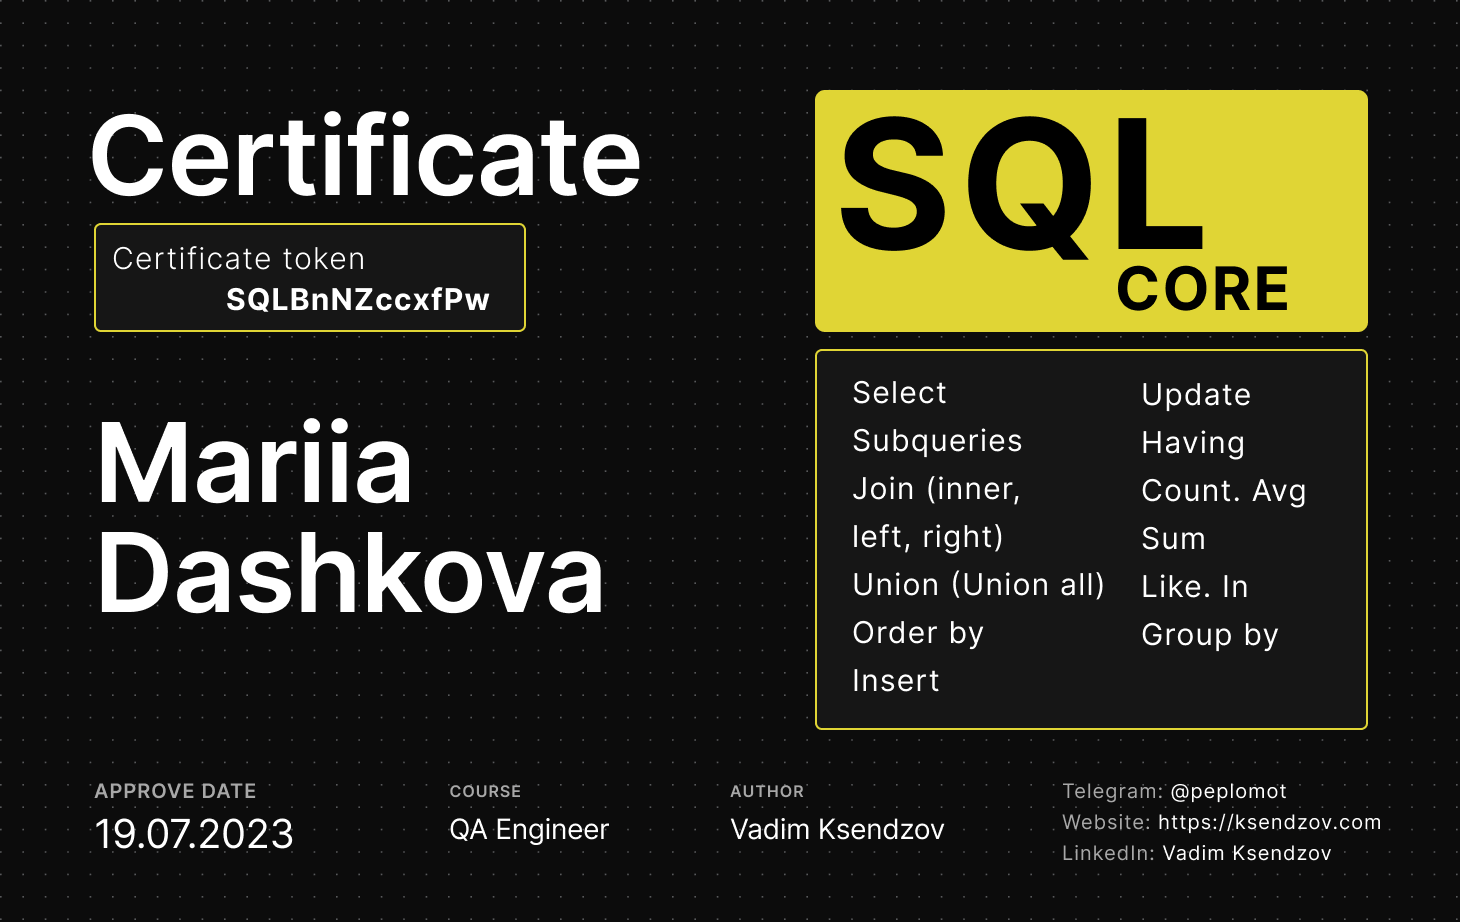 Certificate
Certificate token
SQLBnNZccxfPw
Mariia
Dashkova
SQL
CORE
Select
Subqueries
Join (inner,
left, right)
Union (Union all)
Order by
Insert
Update
Having
Count. Avg
Sum
Like. In
Group by
APPROVE DATE
19.07.2023
COURSE
QA Engineer
AUTHOR
Vadim Ksendzov
Telegram: @peplomot
Website: https://ksendzov.com
LinkedIn: Vadim Ksendzov